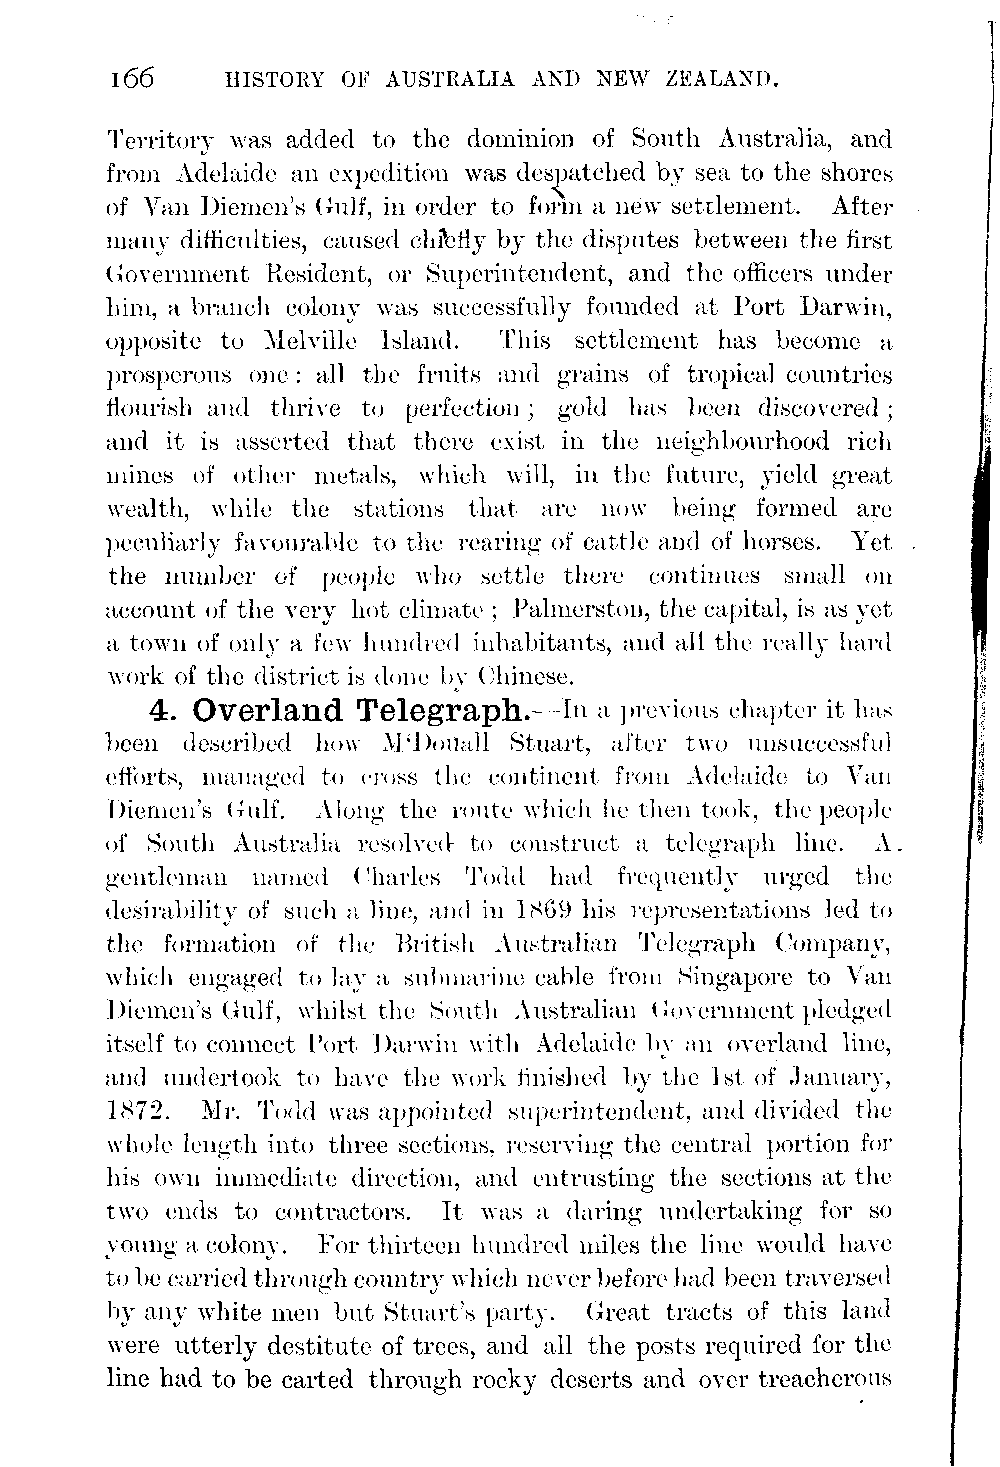 166 HISTORY OF AUSTRALIA AND NEW ZEALAND.
Territory was added to the dominion of South Australia, and
from Adelaide an expedition was despatched by sea to the shores
of Van Diemen's Gulf, in order to form a new settlement. After
many difficulties, caused chiefly by the disputes between the first
Government Resident, or Superintendent, and the officers under
him, a branch colony was successfully founded at Port Darwin,
opposite to Melville Island. This settlement has become a
prosperous one: all the fruits and grains of tropical countries
flourish and thrive to perfection; gold has been discovered;
and it is asserted that there exist in the neighbourhood rich
mines of other metals, which will, in the future, yield great
wealth, while the stations that are now being formed are
peculiarly favourable to the rearing of cattle and of horses. Yet
the number of people who settle there continues small on
account of the very hot climate; Palmerston, the capital, is as yet
a town of only a few hundred inhabitants, and all the really hard
work of the district is done by Chinese.
4. Overland Telegraph.—In a previous chapter it has
been described how M‘Douall Stuart, after two unsuccessful
efforts, managed to cross the continent from Adelaide to Van
Diemen's Gulf. Along the route which he then took, the people
of South Australia resolved to construct a telegraph line. A
gentleman named Charles Todd had frequently urged the
desirability of such a line, and in 1869 his representations led to
the formation of the British Australian Telegraph Company,
which engaged to lay a submarine cable from Singapore to Van
Diemen's Gulf, whilst the South Australian Government pledged
itself to connect Port Darwin with Adelaide by an overland line,
and undertook to have the work finished by the 1st of January,
1872. Mr. Todd was appointed superintendent, and divided the
whole length into three sections, reserving the central portion for
his own immediate direction, and entrusting the sections at the
two ends to contractors. It was a daring undertaking for so
young a colony. For thirteen hundred miles the line would have
to be carried through country which never before had been traversed
by any white men but Stuart's party. Great tracts of this land
were utterly destitute of trees, and all the posts required for the
line had to be carted through rocky deserts and over treacherous